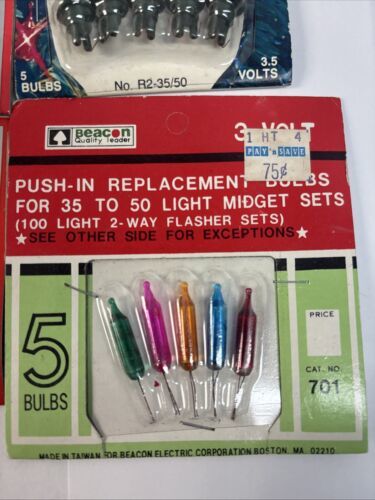 5
BULBS
No. R2-35/50
3.5
VOLTS
Beacon
Quality leader
3 VOLT
1 HT 4
PAY 'n SAVE
75¢
PUSH-IN REPLACEMENT BULBS
FOR 35 TO 50 LIGHT MIDGET SETS
(100 LIGHT 2-WAY FLASHER SETS)
★SEE OTHER SIDE FOR EXCEPTIONS★
5
BULBS
PRICE
CAT. NO.
701
MADE IN TAIWAN FOR BEACON ELECTRIC CORPORATION BOSTON, MA. 02210